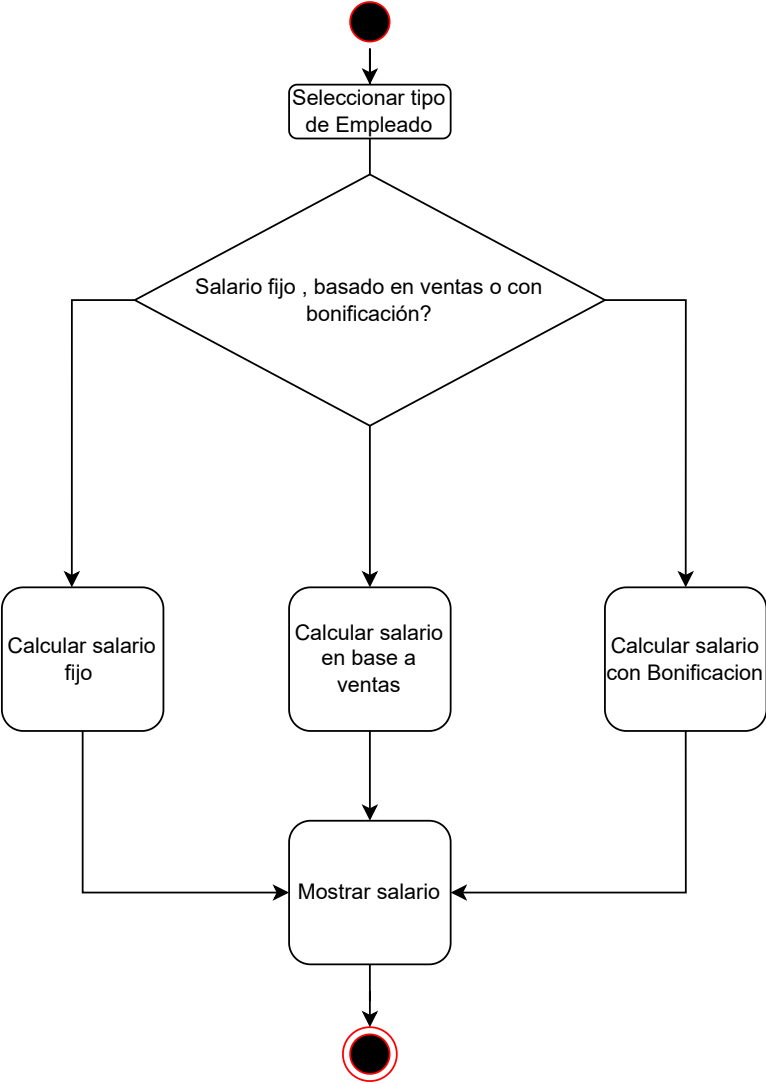 Seleccionar tipo
de Empleado
Salario fijo , basado en ventas o con
bonificación?
Calcular salario
fijo
Calcular salario
en base a
ventas
Calcular salario
con Bonificacion
Mostrar salario